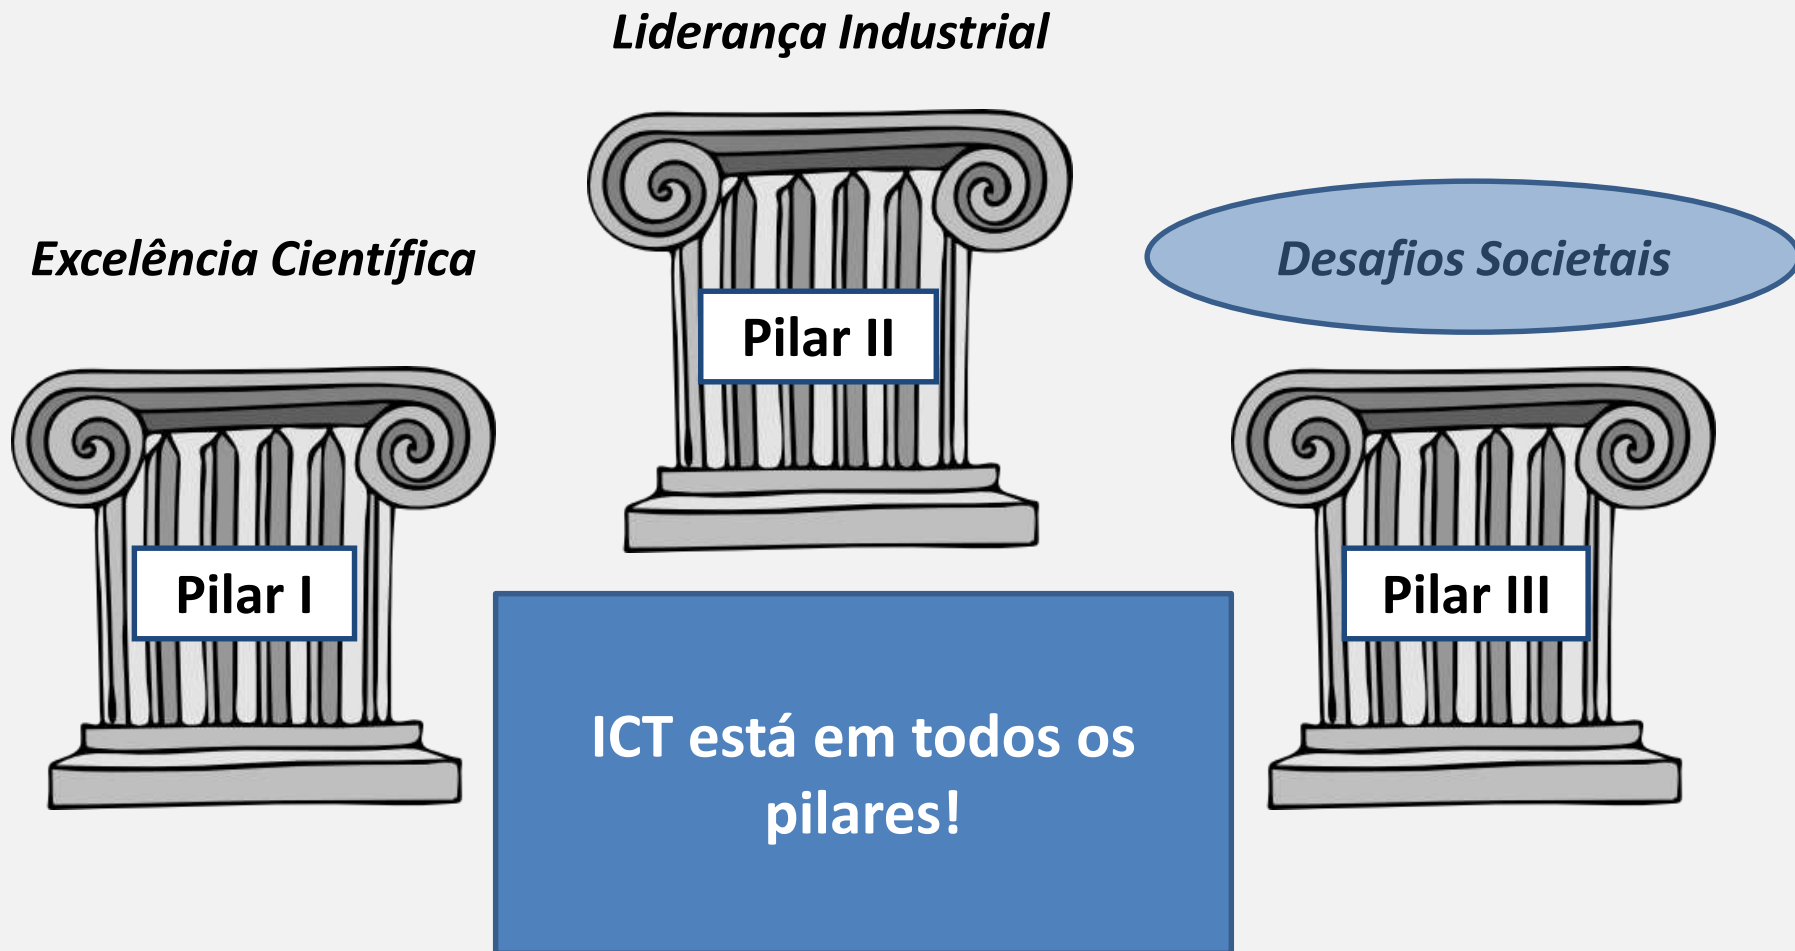 Liderança Industrial
Excelência Científica
Desafios Societais
Pilar II
Pilar I
Pilar III
ICT está em todos os
pilares!